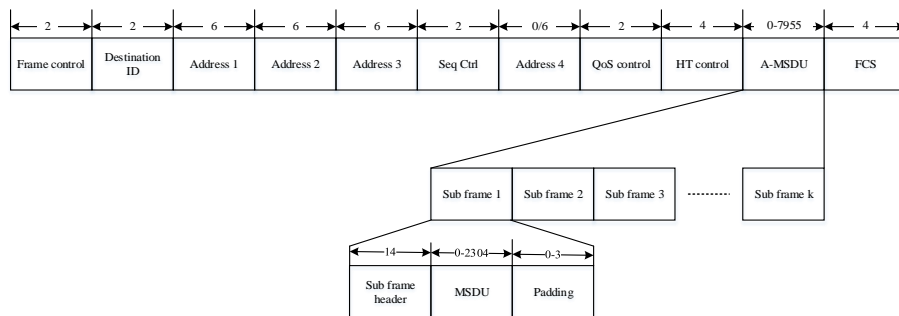 2 2 6 6 6 2 0/6 2 4 0-7955 4
Frame control Destination ID Address 1 Address 2 Address 3 Seq Ctrl Address 4 QoS control HT control A-MSDU FCS
Sub frame 1 Sub frame 2 Sub frame 3 Sub frame k
14 0-2304 0-3
Sub frame header MSDU Padding